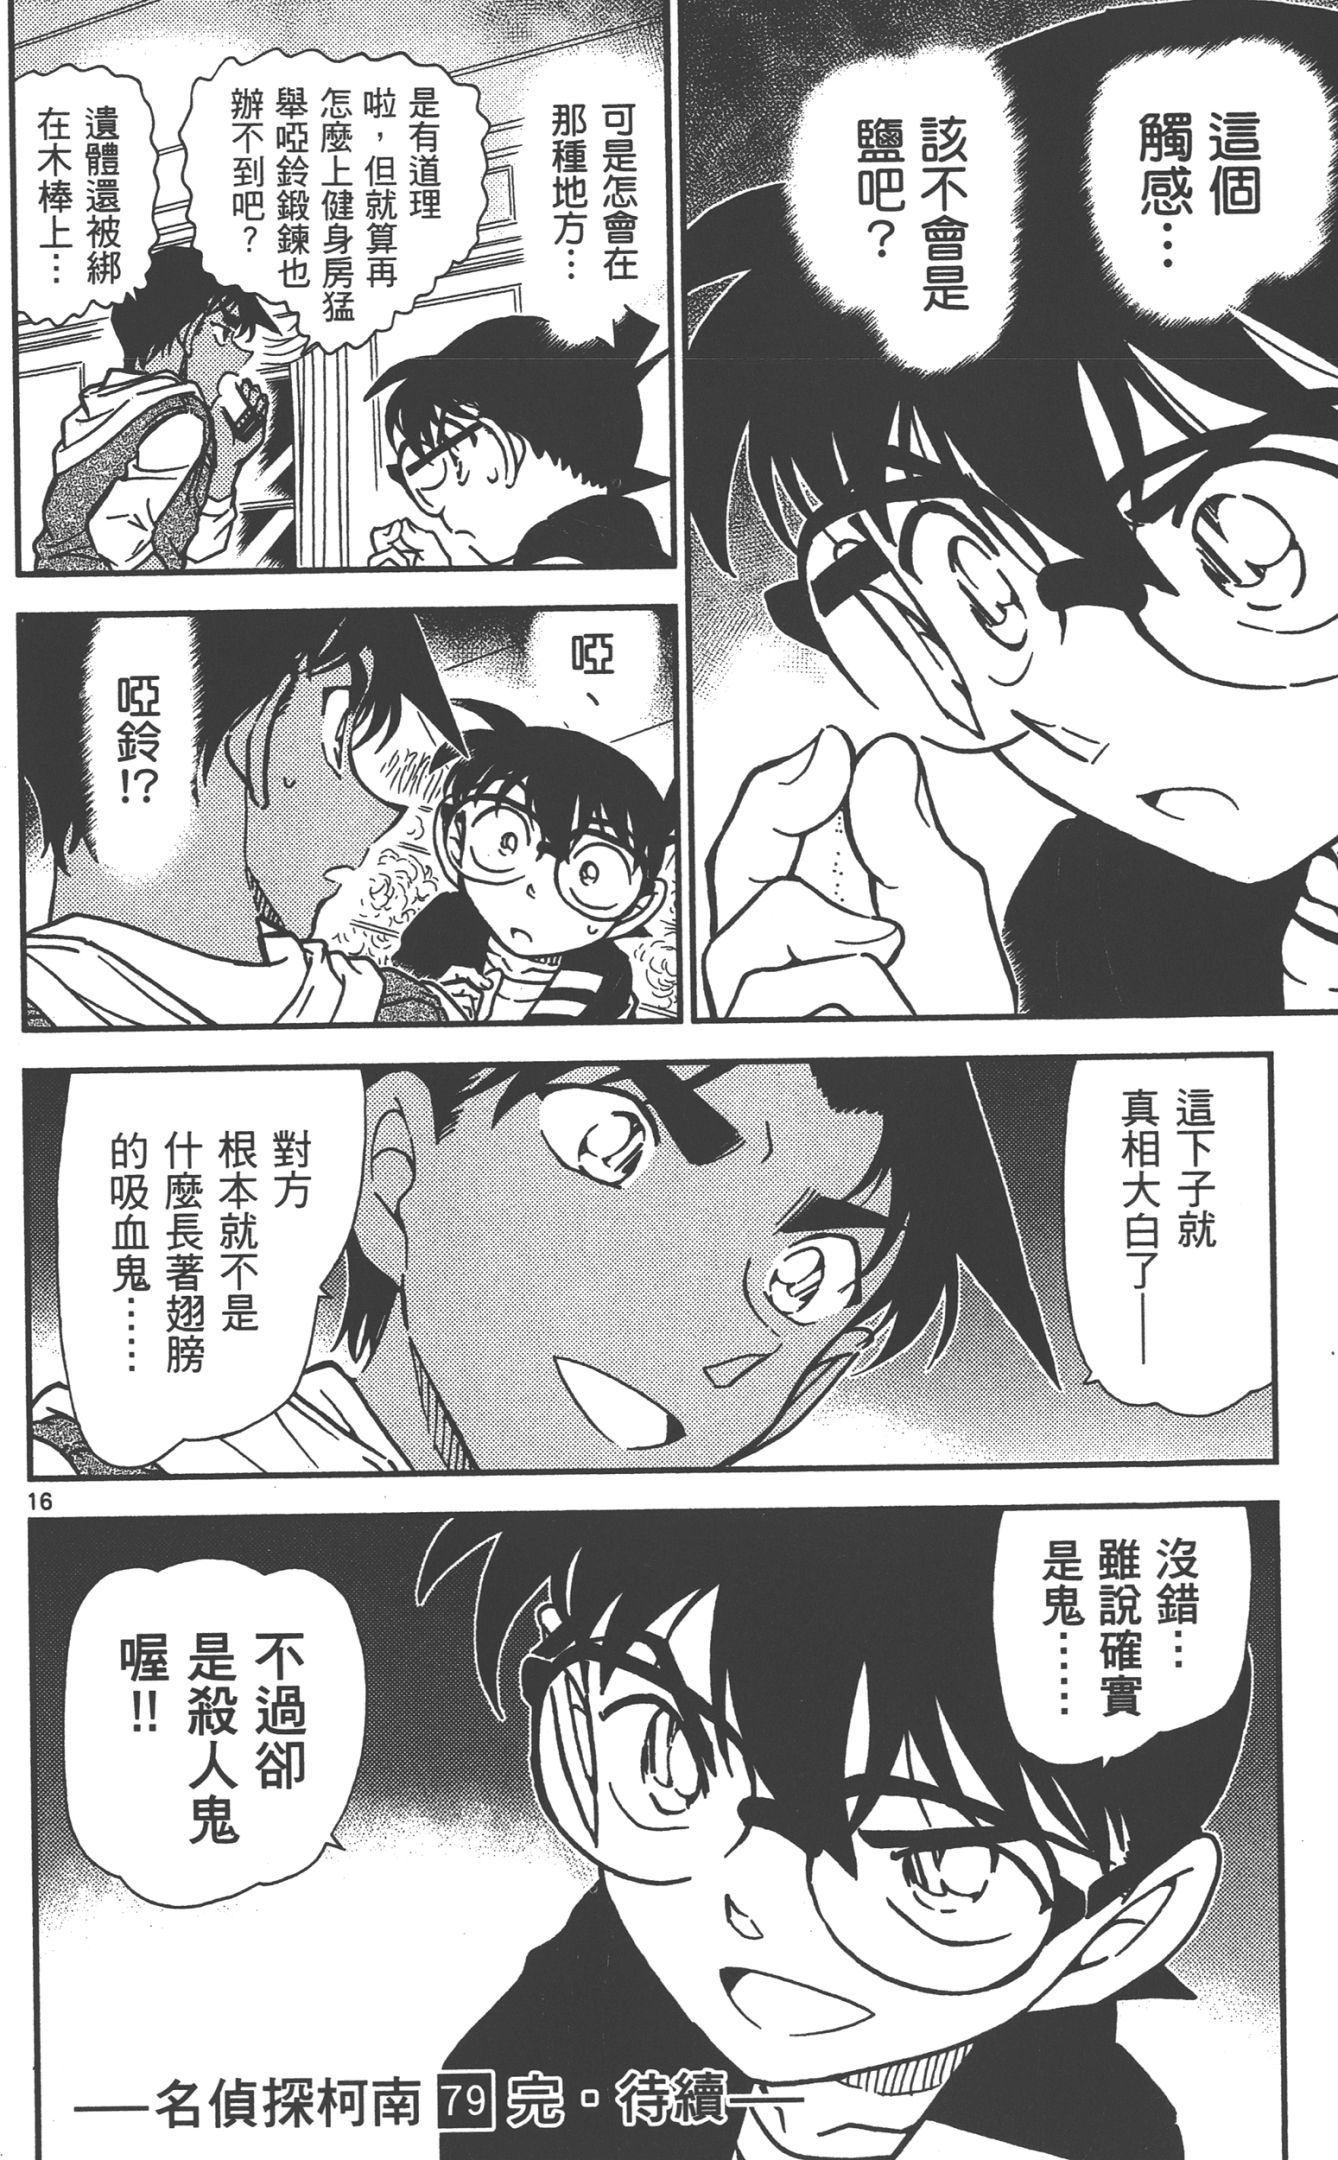 這個
觸感⋯
該不會是
鹽吧？
可是怎會在
那種地方⋯
是有道理
啦，但就算再
怎麼上健身房猛
舉啞鈴鍛鍊也
辦不到吧？
遺體還被綁
在木棒上⋯
啞、
啞鈴!?
這下子就
真相大白了——
對方
根本就不是
什麼長著翅膀
的吸血鬼⋯⋯
16
沒錯⋯
雖說確實
是鬼⋯⋯
不過卻
是殺人鬼
喔!!
——名偵探柯南79完・待續——